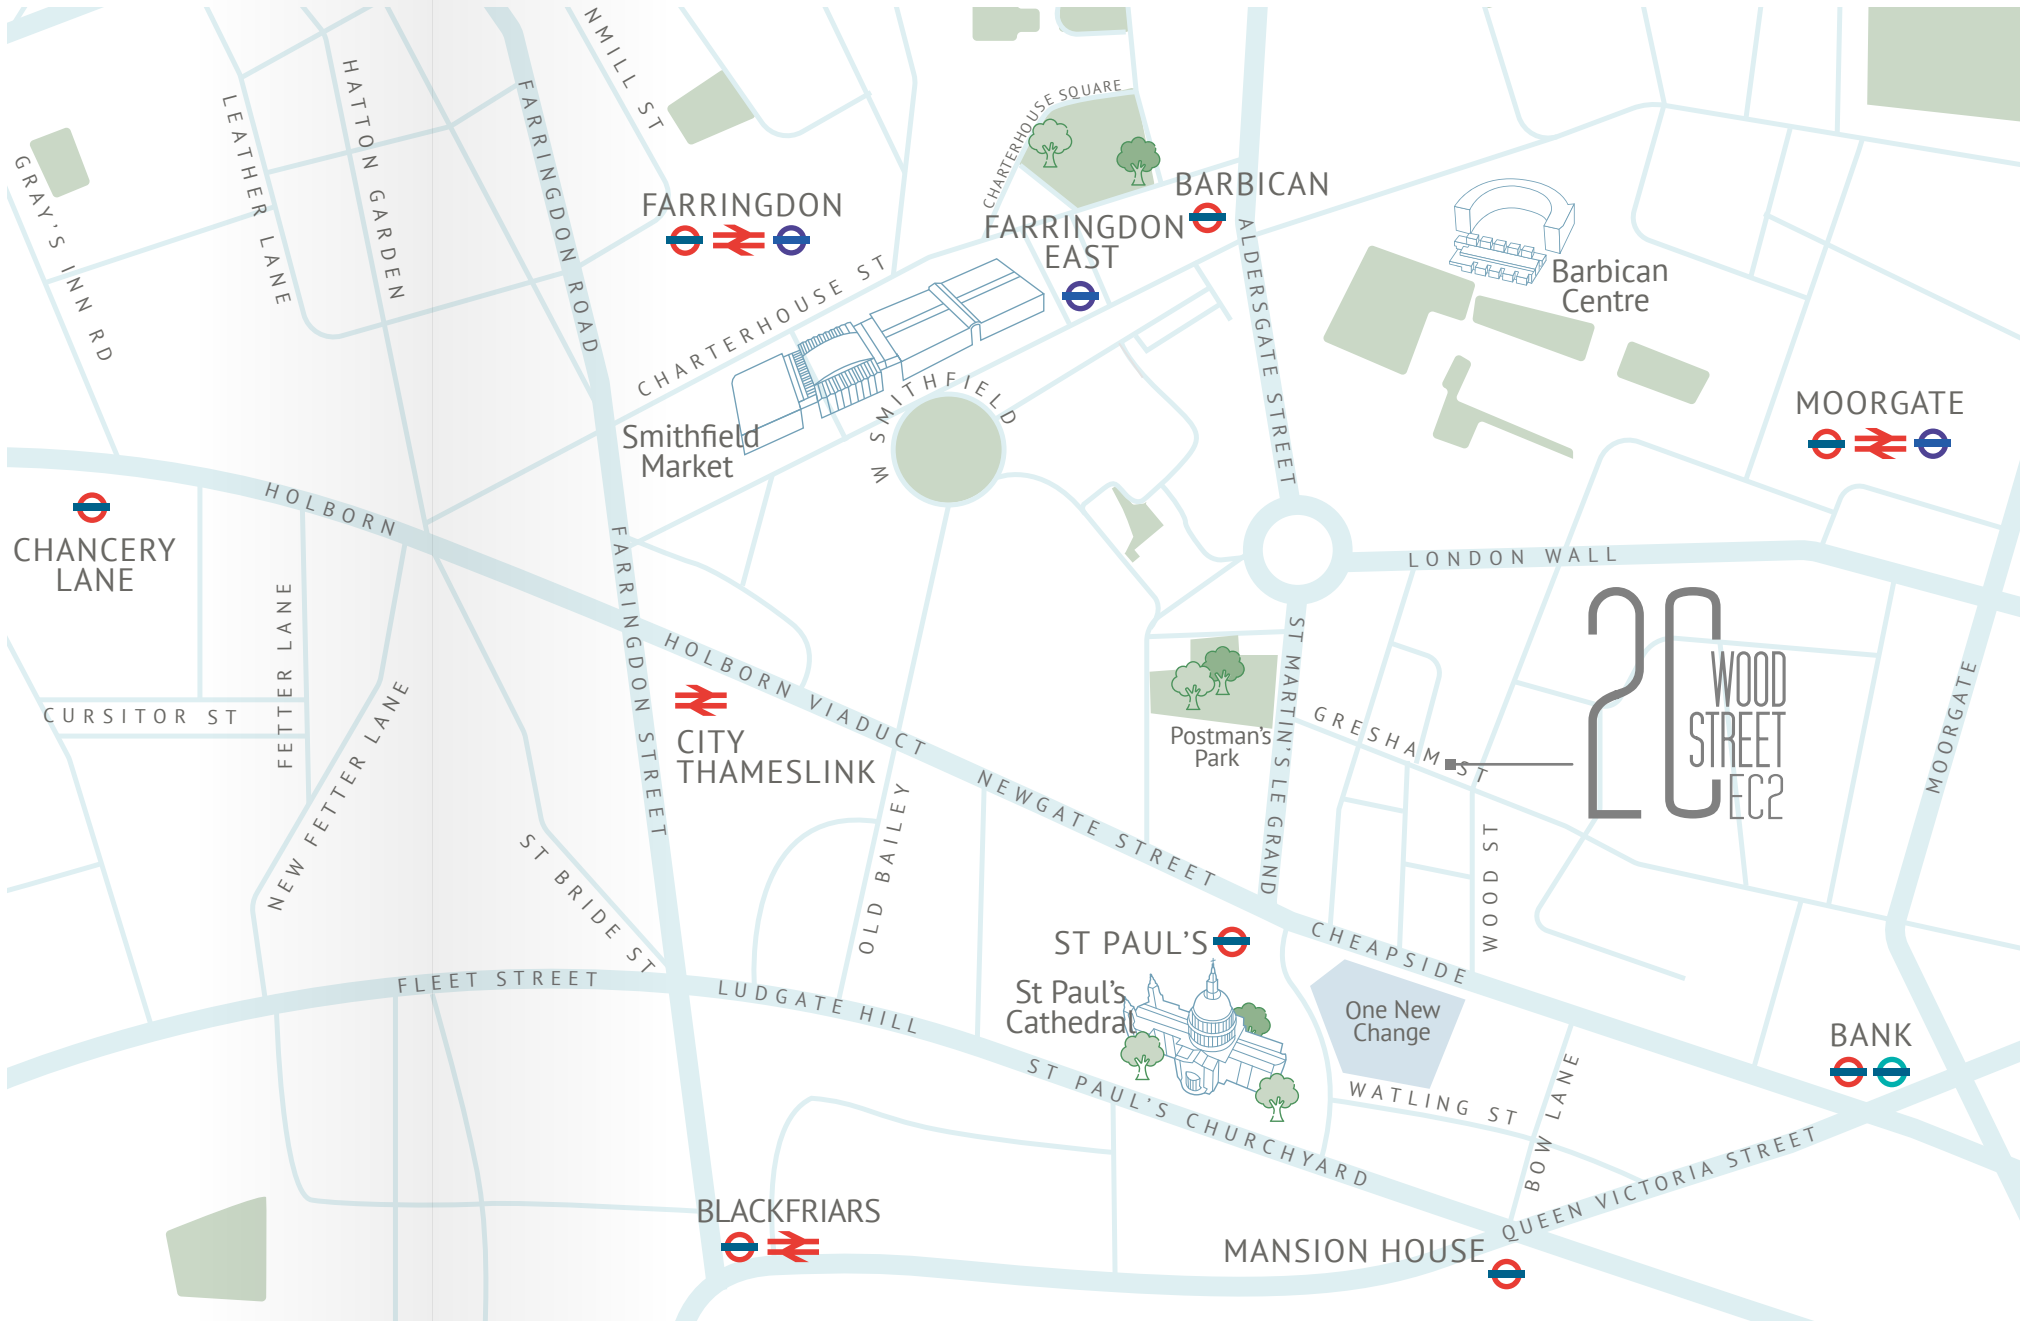 NMILL ST
HATTON GARDEN
LEATHER LANE
FARRINGDON ROAD
CHARTERHOUSE SQUARE
GRAY'S INN RD
BARBICAN
FARRINGDON
FARRINGDON
EAST
ALDERSGATE STREET
CHARTERHOUSE ST
Barbican
Centre
W SMITHFIELD
MOORGATE
Smithfield
Market
HOLBORN
CHANCERY
LANE
FARRINGDON STREET
LONDON WALL
FETTER LANE
20
WOOD
STREET
EC2
ST MARTIN'S LE GRAND
HOLBORN VIADUCT
MOORGATE
NEW FETTER LANE
CURSITOR ST
GRESHAM ST
Postman's
Park
CITY
THAMESLINK
NEWGATE STREET
OLD BAILEY
WOOD ST
ST BRIDE ST
CHEAPSIDE
ST PAUL'S
FLEET STREET
LUDGATE HILL
St Paul's
Cathedral
One New
Change
BANK
BOW LANE
ST PAUL'S CHURCHYARD
WATLING ST
QUEEN VICTORIA STREET
BLACKFRIARS
MANSION HOUSE